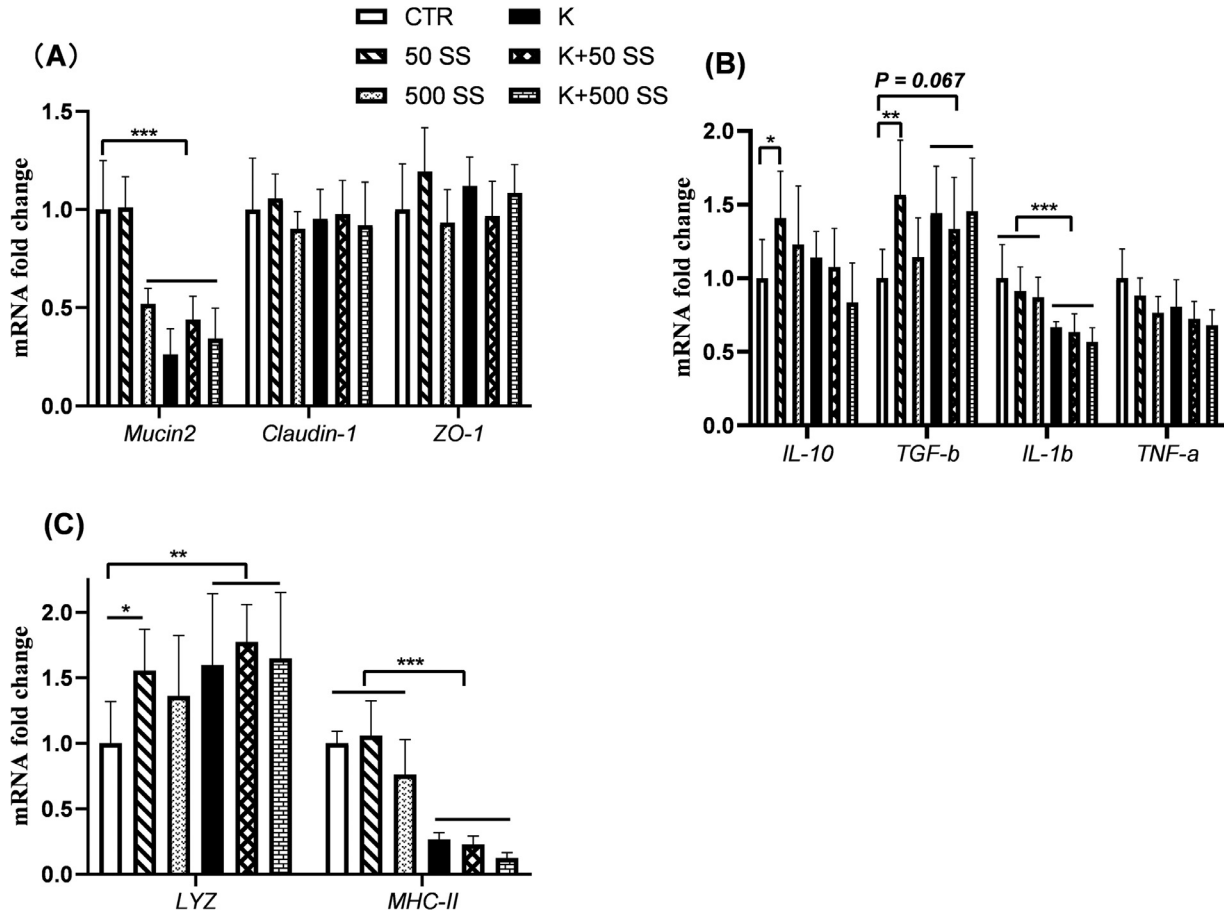 CTR K
50 SS K+50 SS
500 SS K+500 SS
(A)
mRNA fold change
1.5
1.0
0.5
0.0
***
Mucin2 Claudin-1 ZO-1
(B)
P = 0.067
mRNA fold change
2.0
1.5
1.0
0.5
0.0
* ** ***
IL-10 TGF-b IL-1b TNF-a
(C)
mRNA fold change
2.0
1.5
1.0
0.5
0.0
**
*
***
LYZ MHC-II